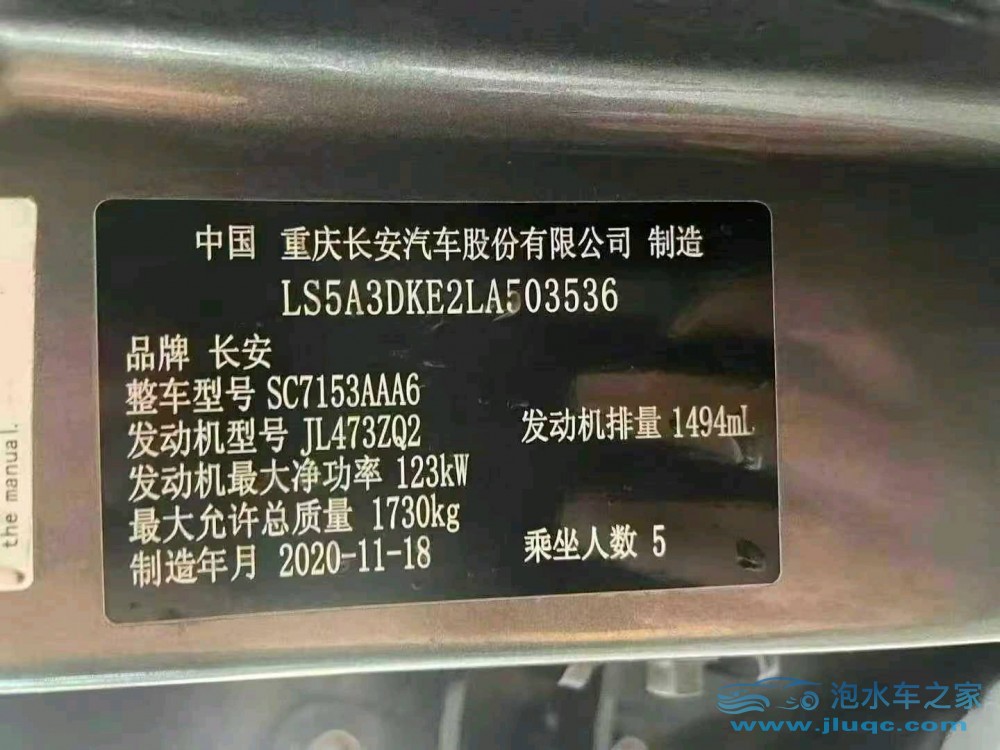 中国 重庆长安汽车股份有限公司 制造
LS5A3DKE2LA503536
品牌 长安
整车型号 SC7153AAA6
发动机型号 JL473ZQ2 发动机排量 1494mL
发动机最大净功率 123kW
最大允许总质量 1730kg
制造年月 2020-11-18 乘坐人数 5
the manual.
泡水车之家
www.jluqc.com